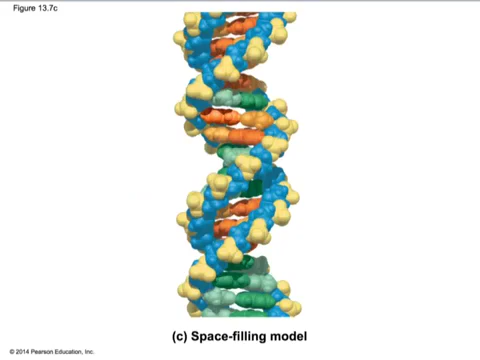 Figure 13.7c
(c) Space-filling model
© 2014 Pearson Education, Inc.